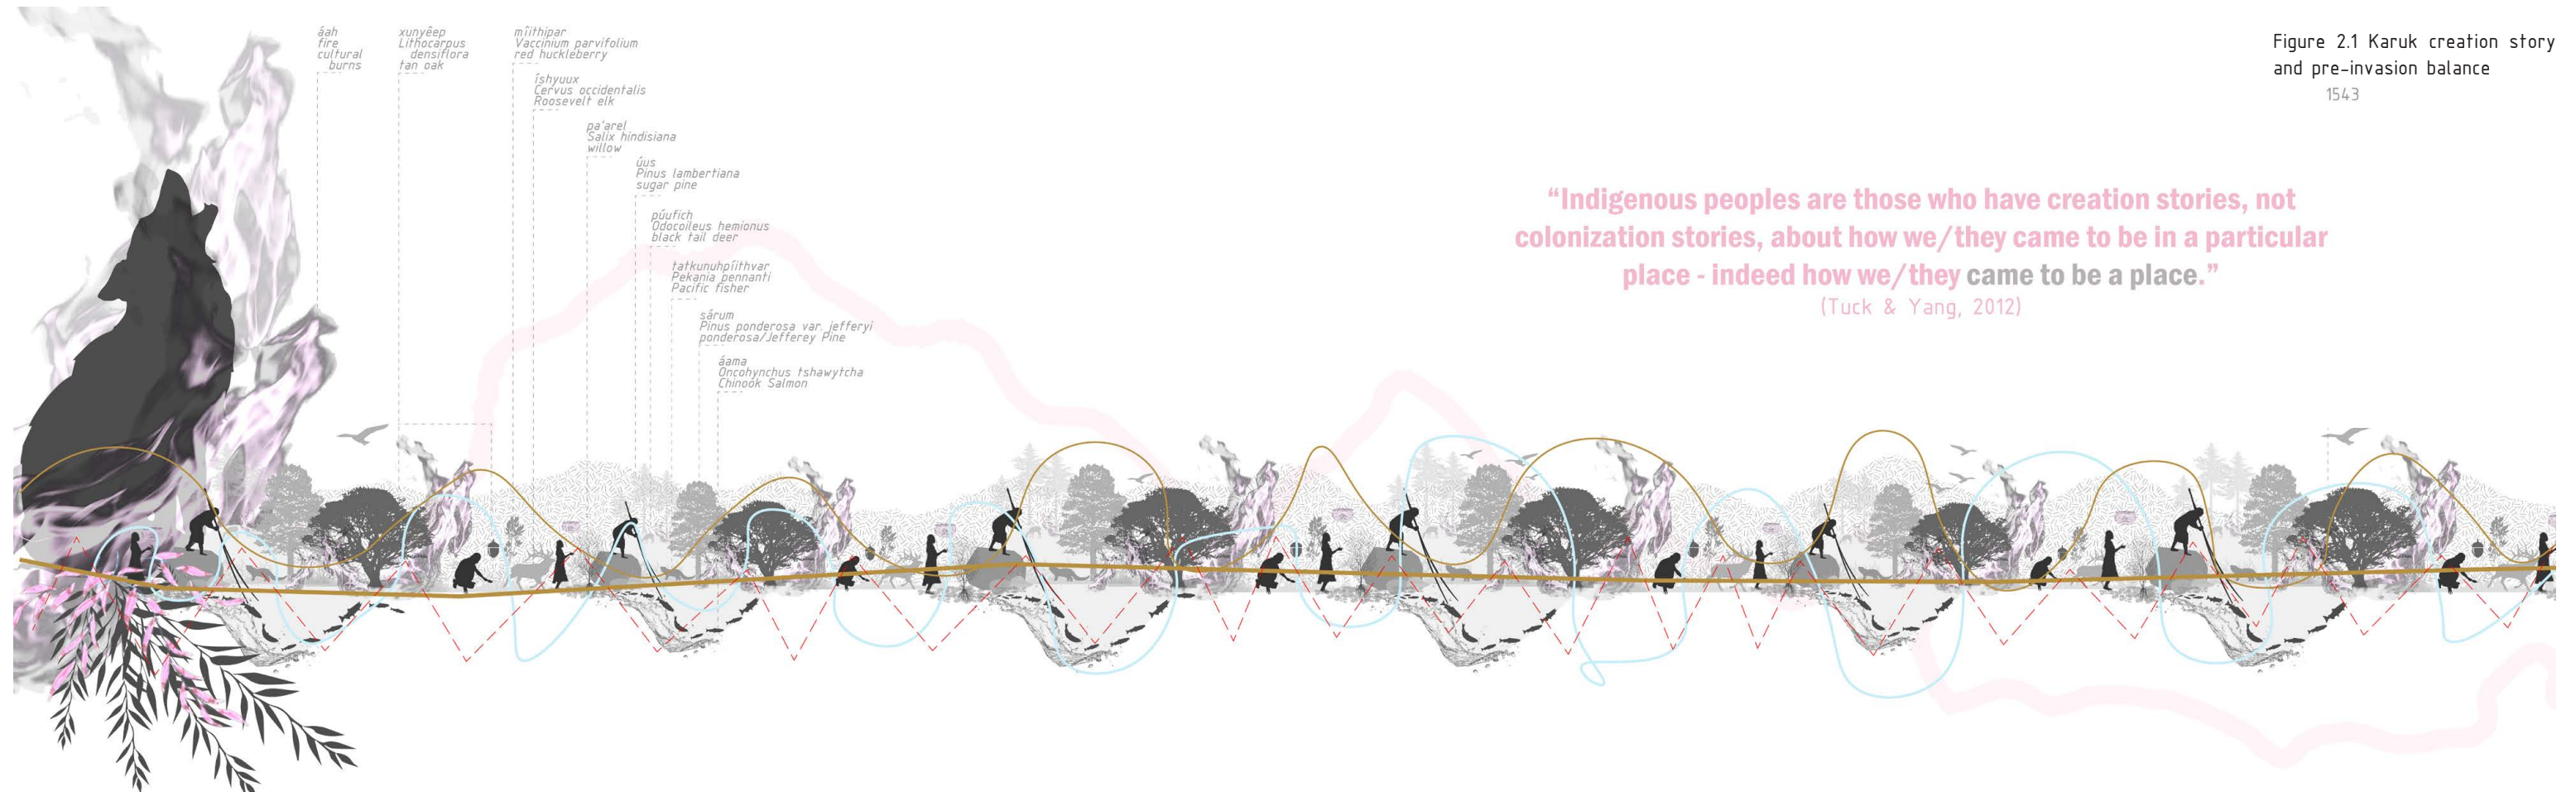 áah
fire
cultural
burns
xunyêep
Lithocarpus
densiflora
tan oak
mîithipar
Vaccinium parvifolium
red huckleberry
îshyuux
Cervus occidentalis
Roosevelt elk
pa'arel
Salix hindisiana
willow
úus
Pinus lambertiana
sugar pine
púufich
Odocoileus hemionus
black tail deer
tatkunuhpíithvar
Pekania pennanti
Pacific fisher
sárum
Pinus ponderosa var. jefferyi
ponderosa/Jefferey Pine
áama
Oncohynchus tshawytcha
Chinook Salmon
Figure 2.1 Karuk creation story
and pre-invasion balance
1543
“Indigenous peoples are those who have creation stories, not
colonization stories, about how we/they came to be in a particular
place - indeed how we/they came to be a place.”
(Tuck & Yang, 2012)